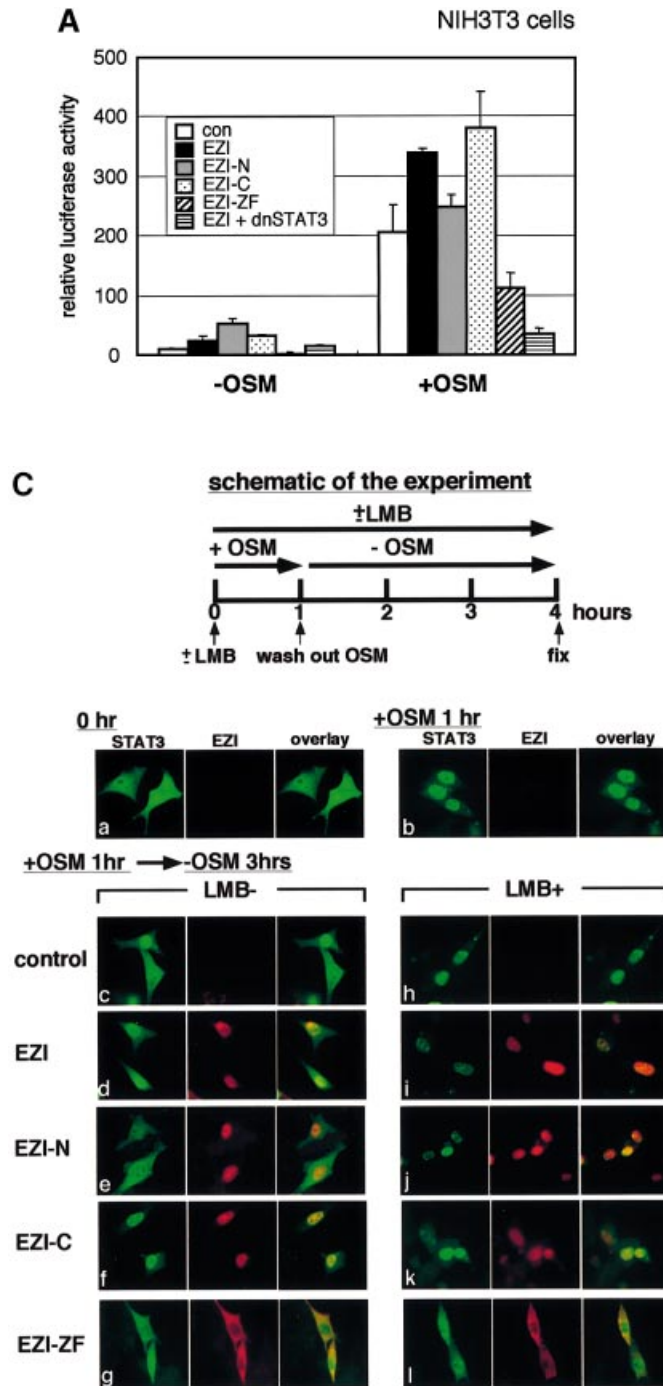 A
NIH3T3 cells
relative luciferase activity
500
400
300
200
100
0
con
EZI
EZI-N
EZI-C
EZI-ZF
EZI + dnSTAT3
-OSM
+OSM
C
schematic of the experiment
±LMB
+ OSM
- OSM
0 1 2 3 4 hours
±LMB wash out OSM fix
0 hr
+OSM 1hr
STAT3 EZI overlay
STAT3 EZI overlay
a
b
+OSM 1hr -OSM 3hrs
LMB-
LMB+
control
c
h
EZI
d
i
EZI-N
e
j
EZI-C
f
k
EZI-ZF
g
l